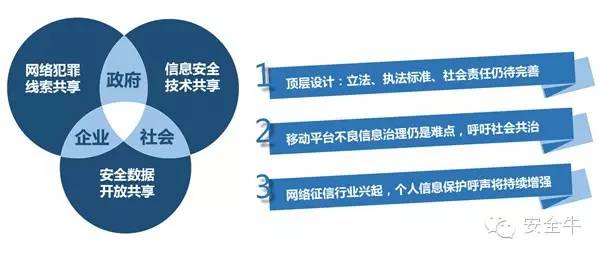 网络犯罪
线索共享
政府
信息安全
技术共享
企业
社会
安全数据
开放共享
1 顶层设计：立法、执法标准、社会责任仍待完善
2 移动平台不良信息治理仍是难点，呼吁社会共治
3 网络征信行业兴起，个人信息保护呼声将持续增强
安全牛